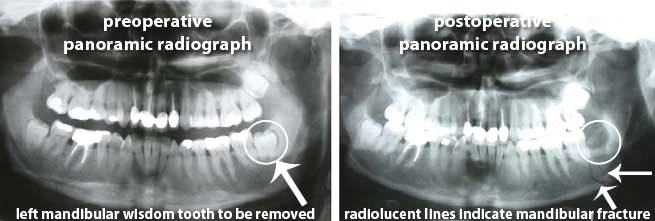 preoperative
panoramic radiograph
left mandibular wisdom tooth to be removed
postoperative
panoramic radiograph
radiolucent lines indicate mandibular fracture